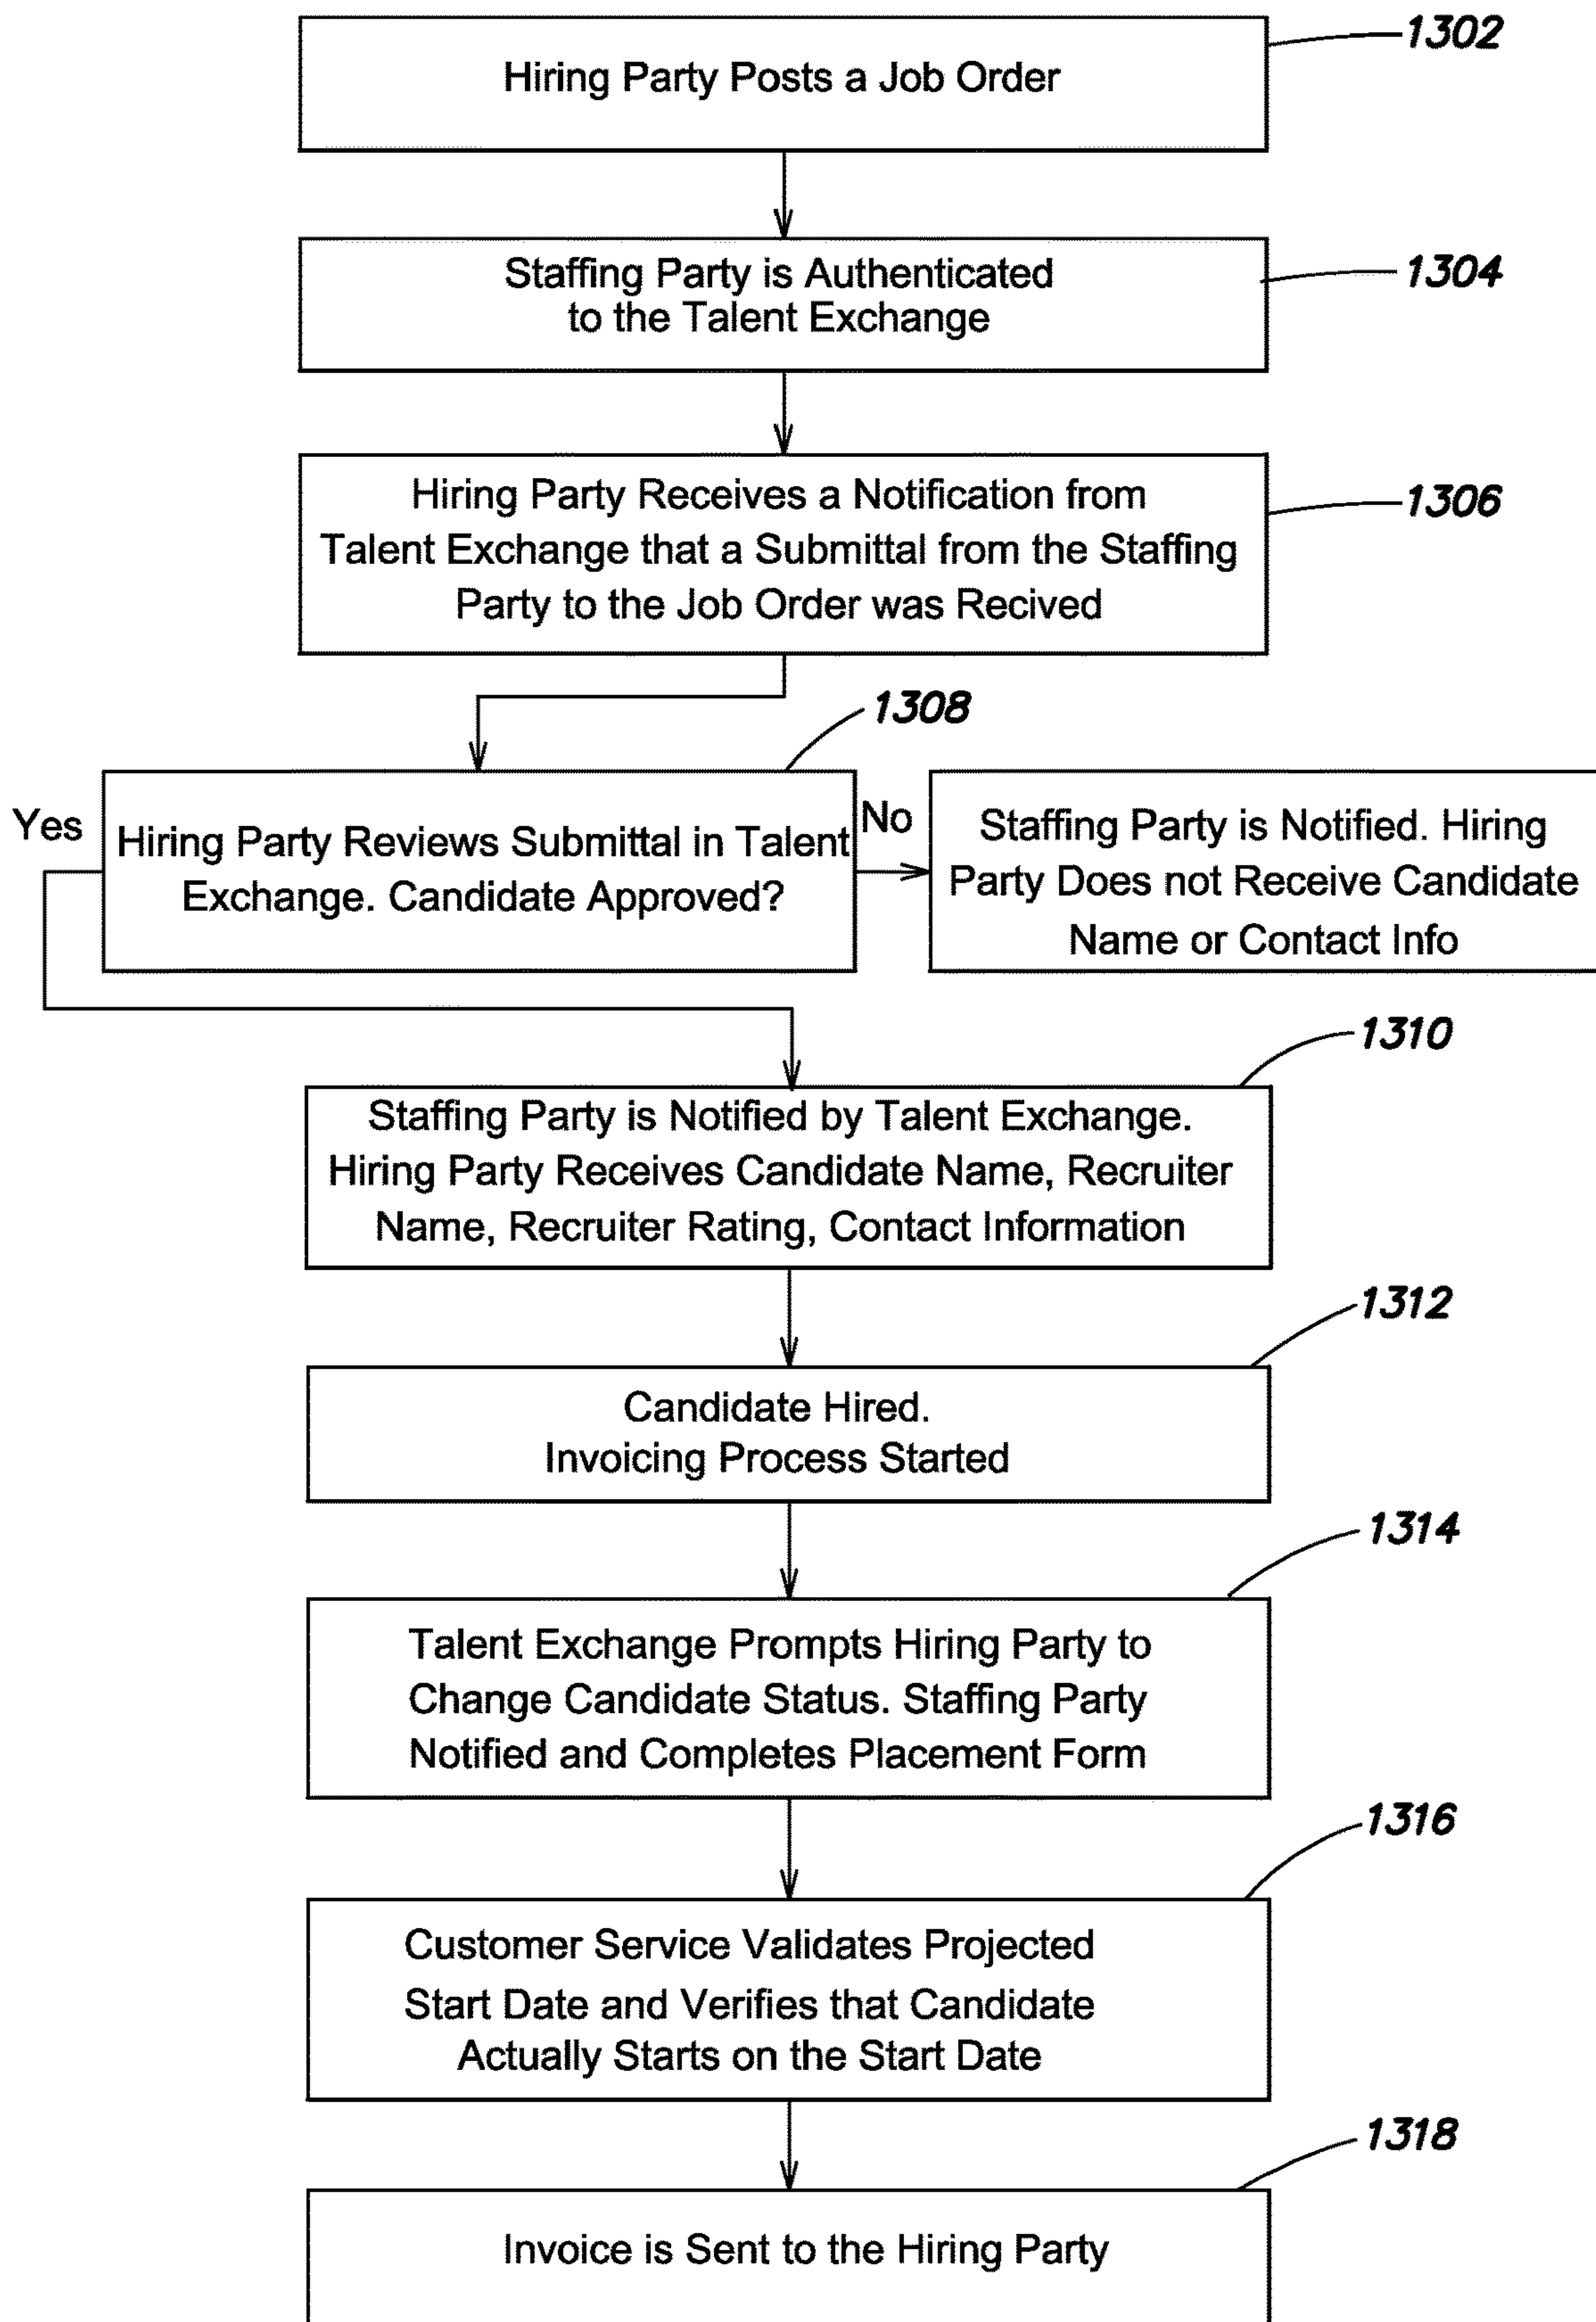 1302
Hiring Party Posts a Job Order
1304
Staffing Party is Authenticated
to the Talent Exchange
1306
Hiring Party Receives a Notification from
Talent Exchange that a Submittal from the Staffing
Party to the Job Order was Recived
1308
Yes
Hiring Party Reviews Submittal in Talent
Exchange. Candidate Approved?
No
Staffing Party is Notified. Hiring
Party Does not Receive Candidate
Name or Contact Info
1310
Staffing Party is Notified by Talent Exchange.
Hiring Party Receives Candidate Name, Recruiter
Name, Recruiter Rating, Contact Information
1312
Candidate Hired.
Invoicing Process Started
1314
Talent Exchange Prompts Hiring Party to
Change Candidate Status. Staffing Party
Notified and Completes Placement Form
1316
Customer Service Validates Projected
Start Date and Verifies that Candidate
Actually Starts on the Start Date
1318
Invoice is Sent to the Hiring Party